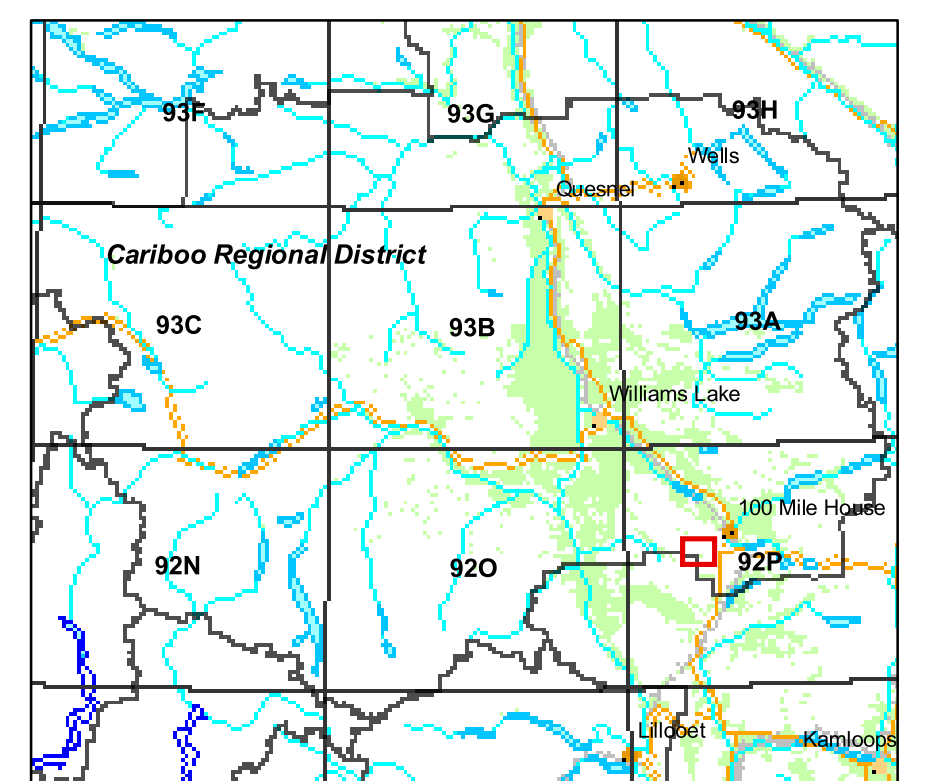 93F
93G
93H
Wells
Quesnel
Cariboo Regional District
93C
93B
93A
Williams Lake
100 Mile House
92N
92O
92P
Lillooet
Kamloops